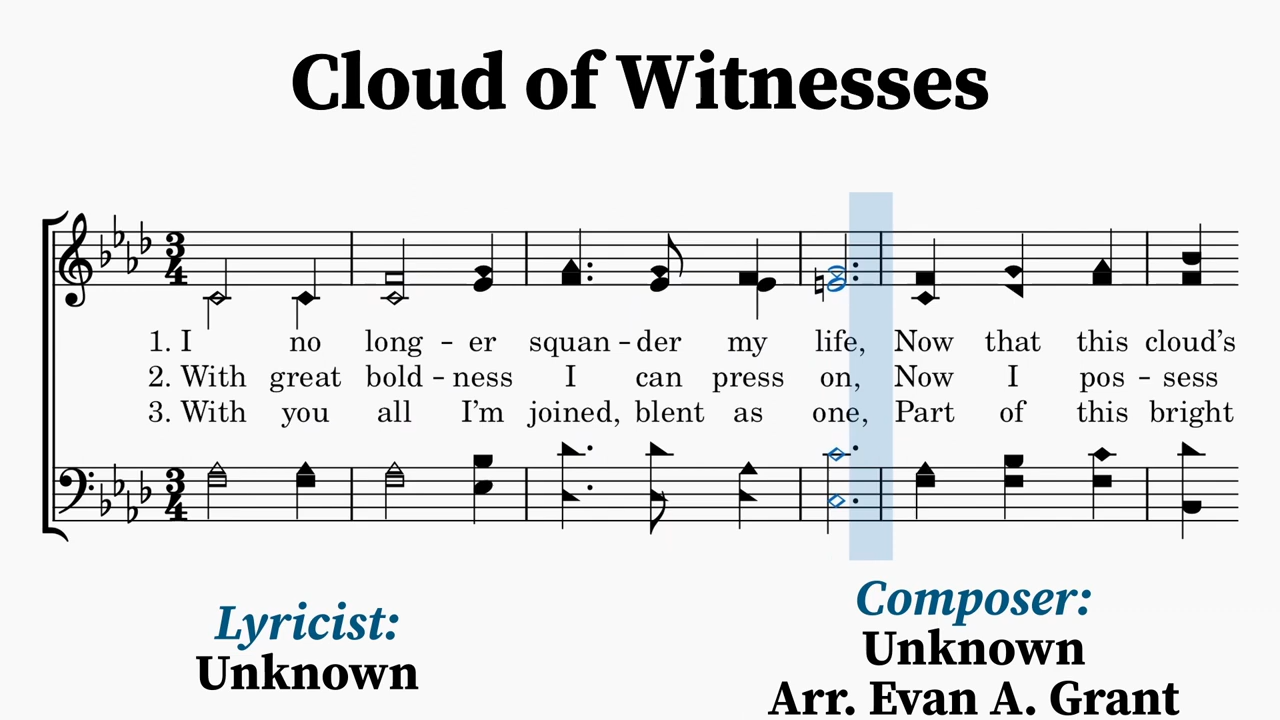 Cloud of Witnesses
3
4
1. I no long - er squan - der my life, Now that this cloud's
2. With great bold - ness I can press on, Now I pos - sess
3. With you all I'm joined, blent as one, Part of this bright
3
4
Lyricist:
Unknown
Composer:
Unknown
Arr. Evan A. Grant